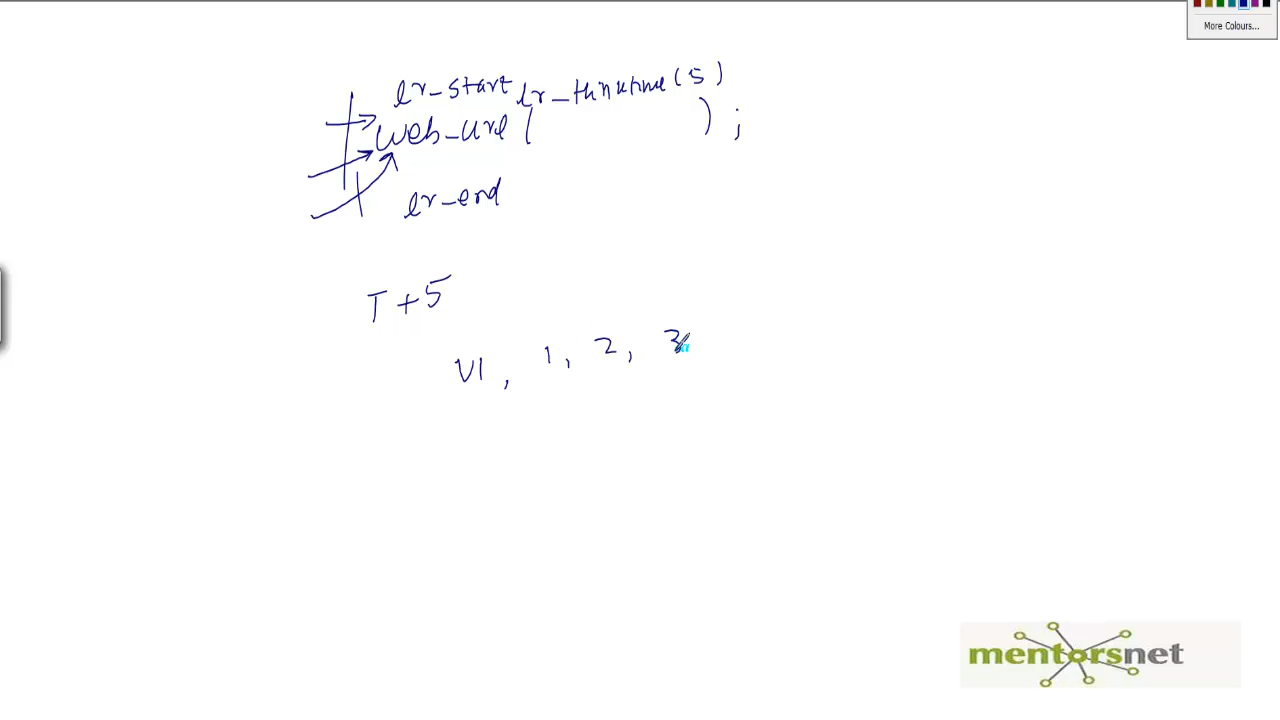 More Colours...
lr_start lr_thinktime(5)
web_url ( ) ;
lr_end
T+5
V1, 1, 2, 3
mentorsnet